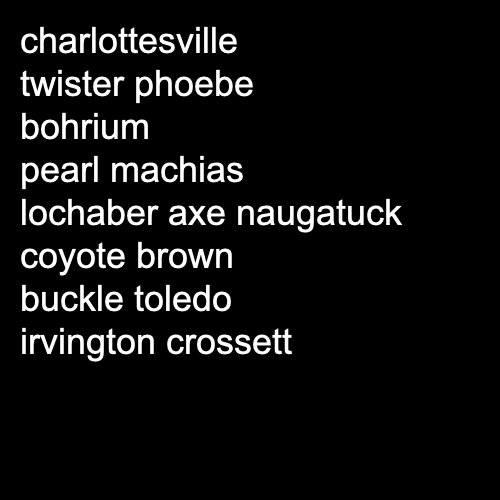 charlottesville
twister phoebe
bohrium
pearl machias
lochaber axe naugatuck
coyote brown
buckle toledo
irvington crossett